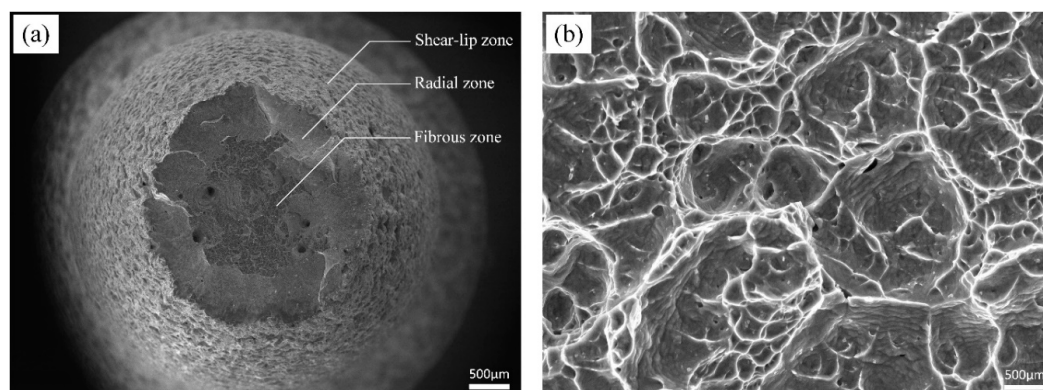 (a)
Shear-lip zone
Radial zone
Fibrous zone
500μm
(b)
500μm